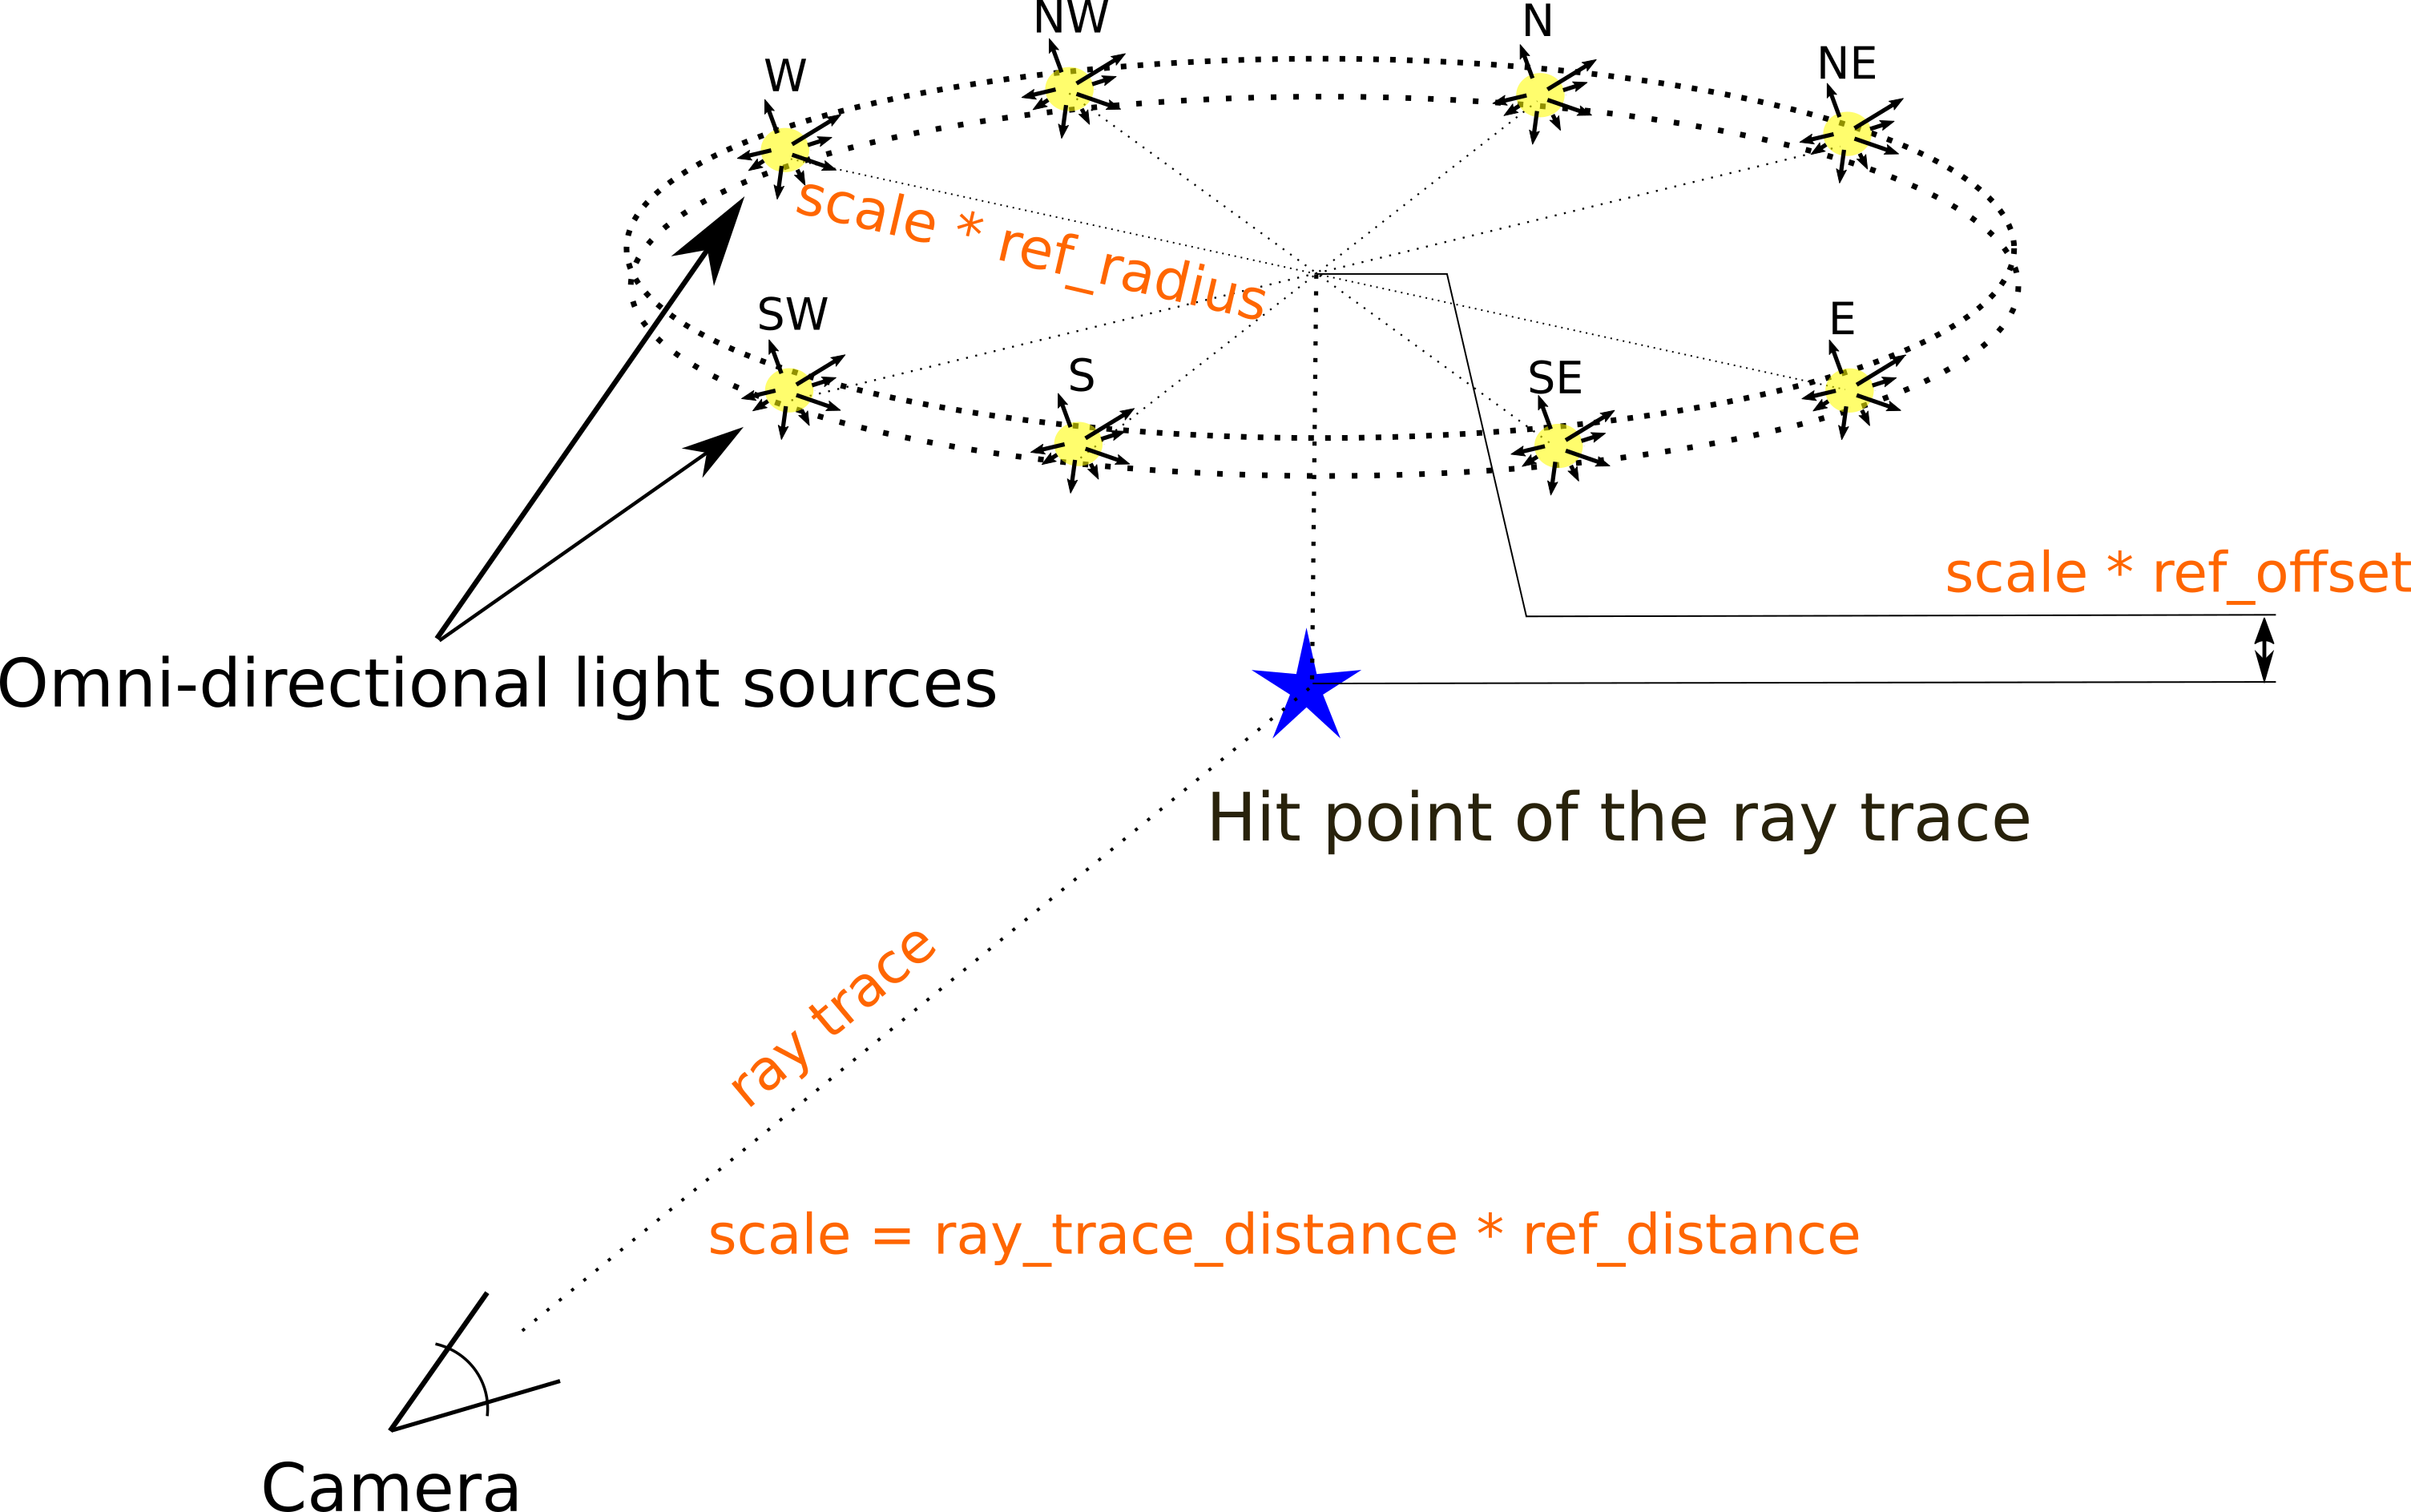 NW
N
NE
W
scale * ref_radius
SW
E
S
SE
scale * ref_offset
Omni-directional light sources
Hit point of the ray trace
ray trace
scale = ray_trace_distance * ref_distance
Camera